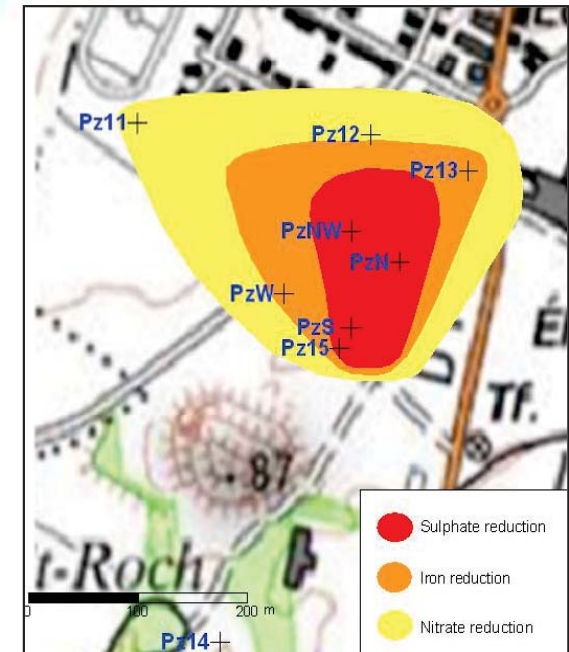 Pz11
Pz12
Pz13
PzNW
PzN
PzW
PzS
Pz15
Tf.
87
t-Roch
Sulphate reduction
Iron reduction
Nitrate reduction
0 100 200 m
Pz14